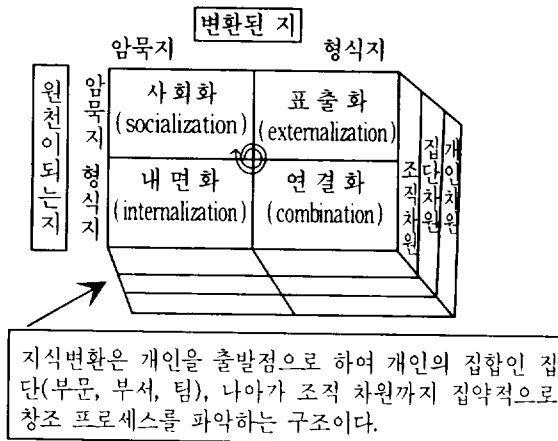 변환된 지
암묵지 형식지
원천이되는지
암묵지
형식지
사회화
(socialization)
표출화
(externalization)
내면화
(internalization)
연결화
(combination)
조직차원
집단차원
개인차원
지식변환은 개인을 출발점으로 하여 개인의 집합인 집
단(부문, 부서, 팀), 나아가 조직 차원까지 집약적으로
창조 프로세스를 파악하는 구조이다.